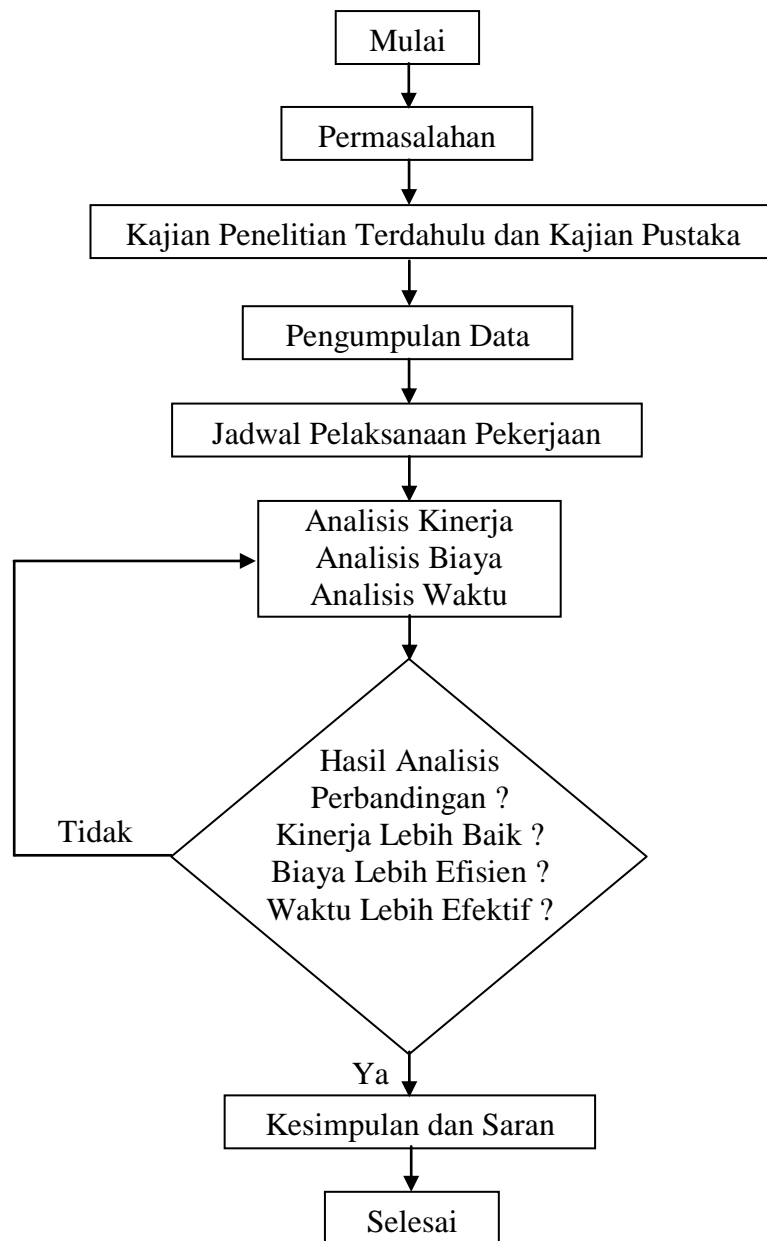 Mulai
Permasalahan
Kajian Penelitian Terdahulu dan Kajian Pustaka
Pengumpulan Data
Jadwal Pelaksanaan Pekerjaan
Analisis Kinerja
Analisis Biaya
Analisis Waktu
Hasil Analisis
Perbandingan ?
Kinerja Lebih Baik ?
Biaya Lebih Efisien ?
Waktu Lebih Efektif ?
Tidak
Ya
Kesimpulan dan Saran
Selesai